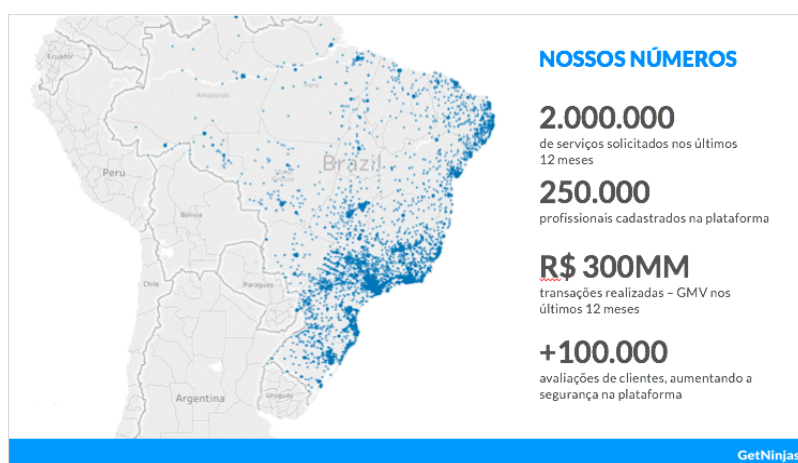 NOSSOS NÚMEROS
2.000.000
de serviços solicitados nos últimos
12 meses
250.000
profissionais cadastrados na plataforma
R$ 300MM
transações realizadas – GMV nos
últimos 12 meses
+100.000
avaliações de clientes, aumentando a
segurança na plataforma
Ecuador
Amazonas
Pará
Brazil
Peru
Bolivia
Chile
Paraguay
Argentina
Uruguay
GetNinjas